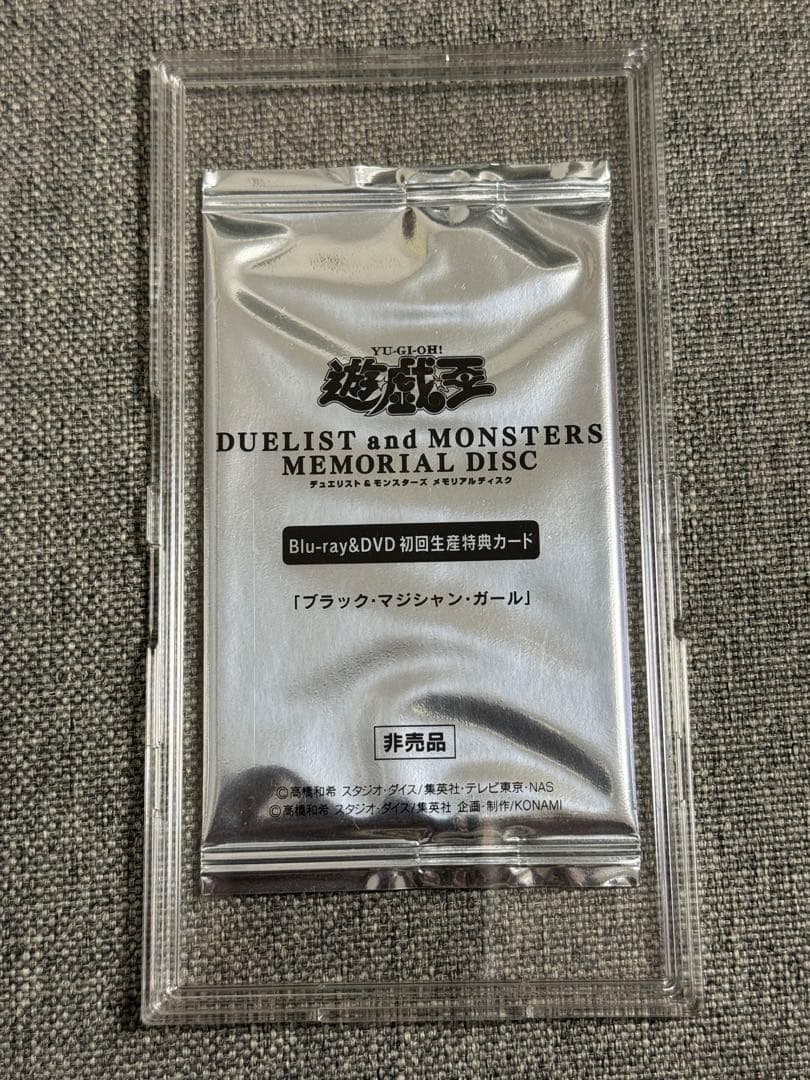 YU-GI-OH!
遊戯王
DUELIST and MONSTERS
MEMORIAL DISC
デュエリスト&モンスターズ メモリアルディスク
Blu-ray&DVD 初回生産特典カード
「ブラック・マジシャン・ガール」
非売品
©高橋和希 スタジオ・ダイス/集英社・テレビ東京・NAS
©高橋和希 スタジオ・ダイス/集英社 企画・制作/KONAMI